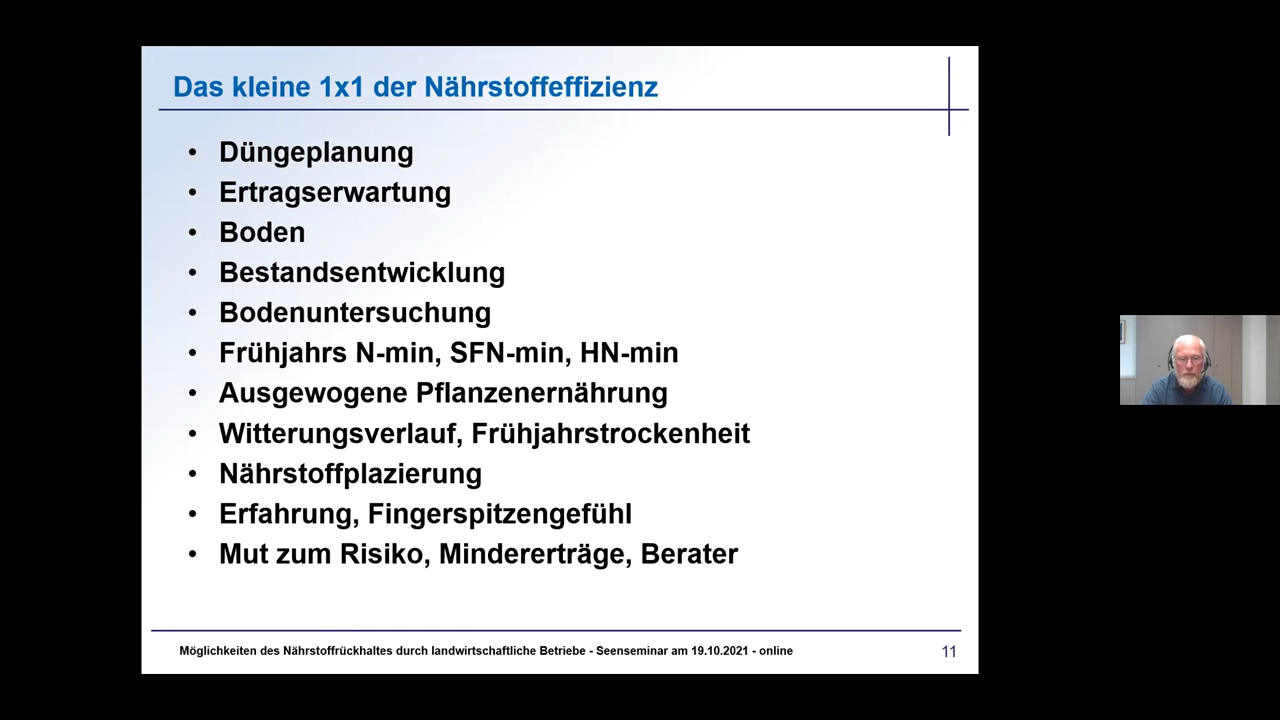 Das kleine 1x1 der Nährstoffeffizienz
• Düngeplanung
• Ertragserwartung
• Boden
• Bestandsentwicklung
• Bodenuntersuchung
• Frühjahrs N-min, SFN-min, HN-min
• Ausgewogene Pflanzenernährung
• Witterungsverlauf, Frühjahrstrockenheit
• Nährstoffplazierung
• Erfahrung, Fingerspitzengefühl
• Mut zum Risiko, Mindererträge, Berater
Möglichkeiten des Nährstoffrückhaltes durch landwirtschaftliche Betriebe - Seenseminar am 19.10.2021 - online
11